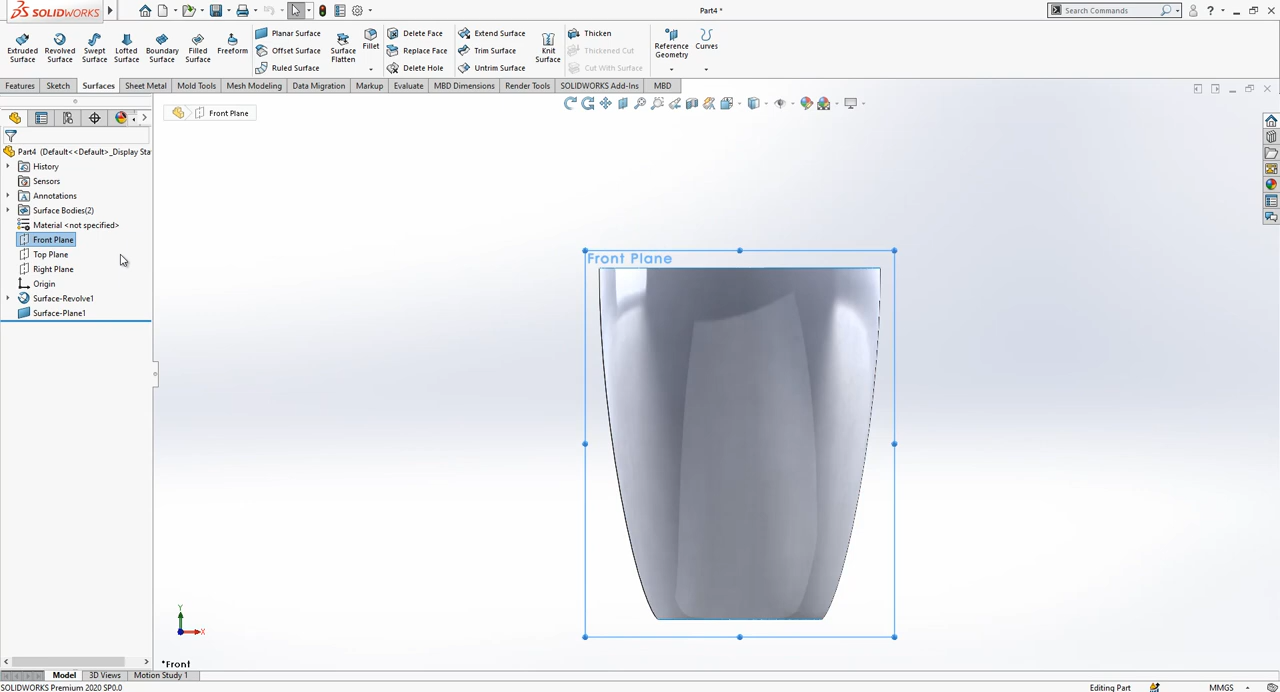 SOLIDWORKS
Part4 *
Search Commands
?
Extruded Surface
Revolved Surface
Swept Surface
Lofted Surface
Boundary Surface
Filled Surface
Freeform
Planar Surface
Offset Surface
Ruled Surface
Surface Flatten
Fillet
Delete Face
Replace Face
Delete Hole
Extend Surface
Trim Surface
Untrim Surface
Knit Surface
Thicken
Thickened Cut
Cut With Surface
Reference Geometry
Curves
Features Sketch Surfaces Sheet Metal Mold Tools Mesh Modeling Data Migration Markup Evaluate MBD Dimensions Render Tools SOLIDWORKS Add-Ins MBD
Front Plane
Part4 (Default<<Default>_Display Sta
History
Sensors
Annotations
Surface Bodies(2)
Material <not specified>
Front Plane
Top Plane
Right Plane
Origin
Surface-Revolve1
Surface-Plane1
Front Plane
Y
X
*Front
Model 3D Views Motion Study 1
SOLIDWORKS Premium 2020 SP0.0
Editing Part
MMGS